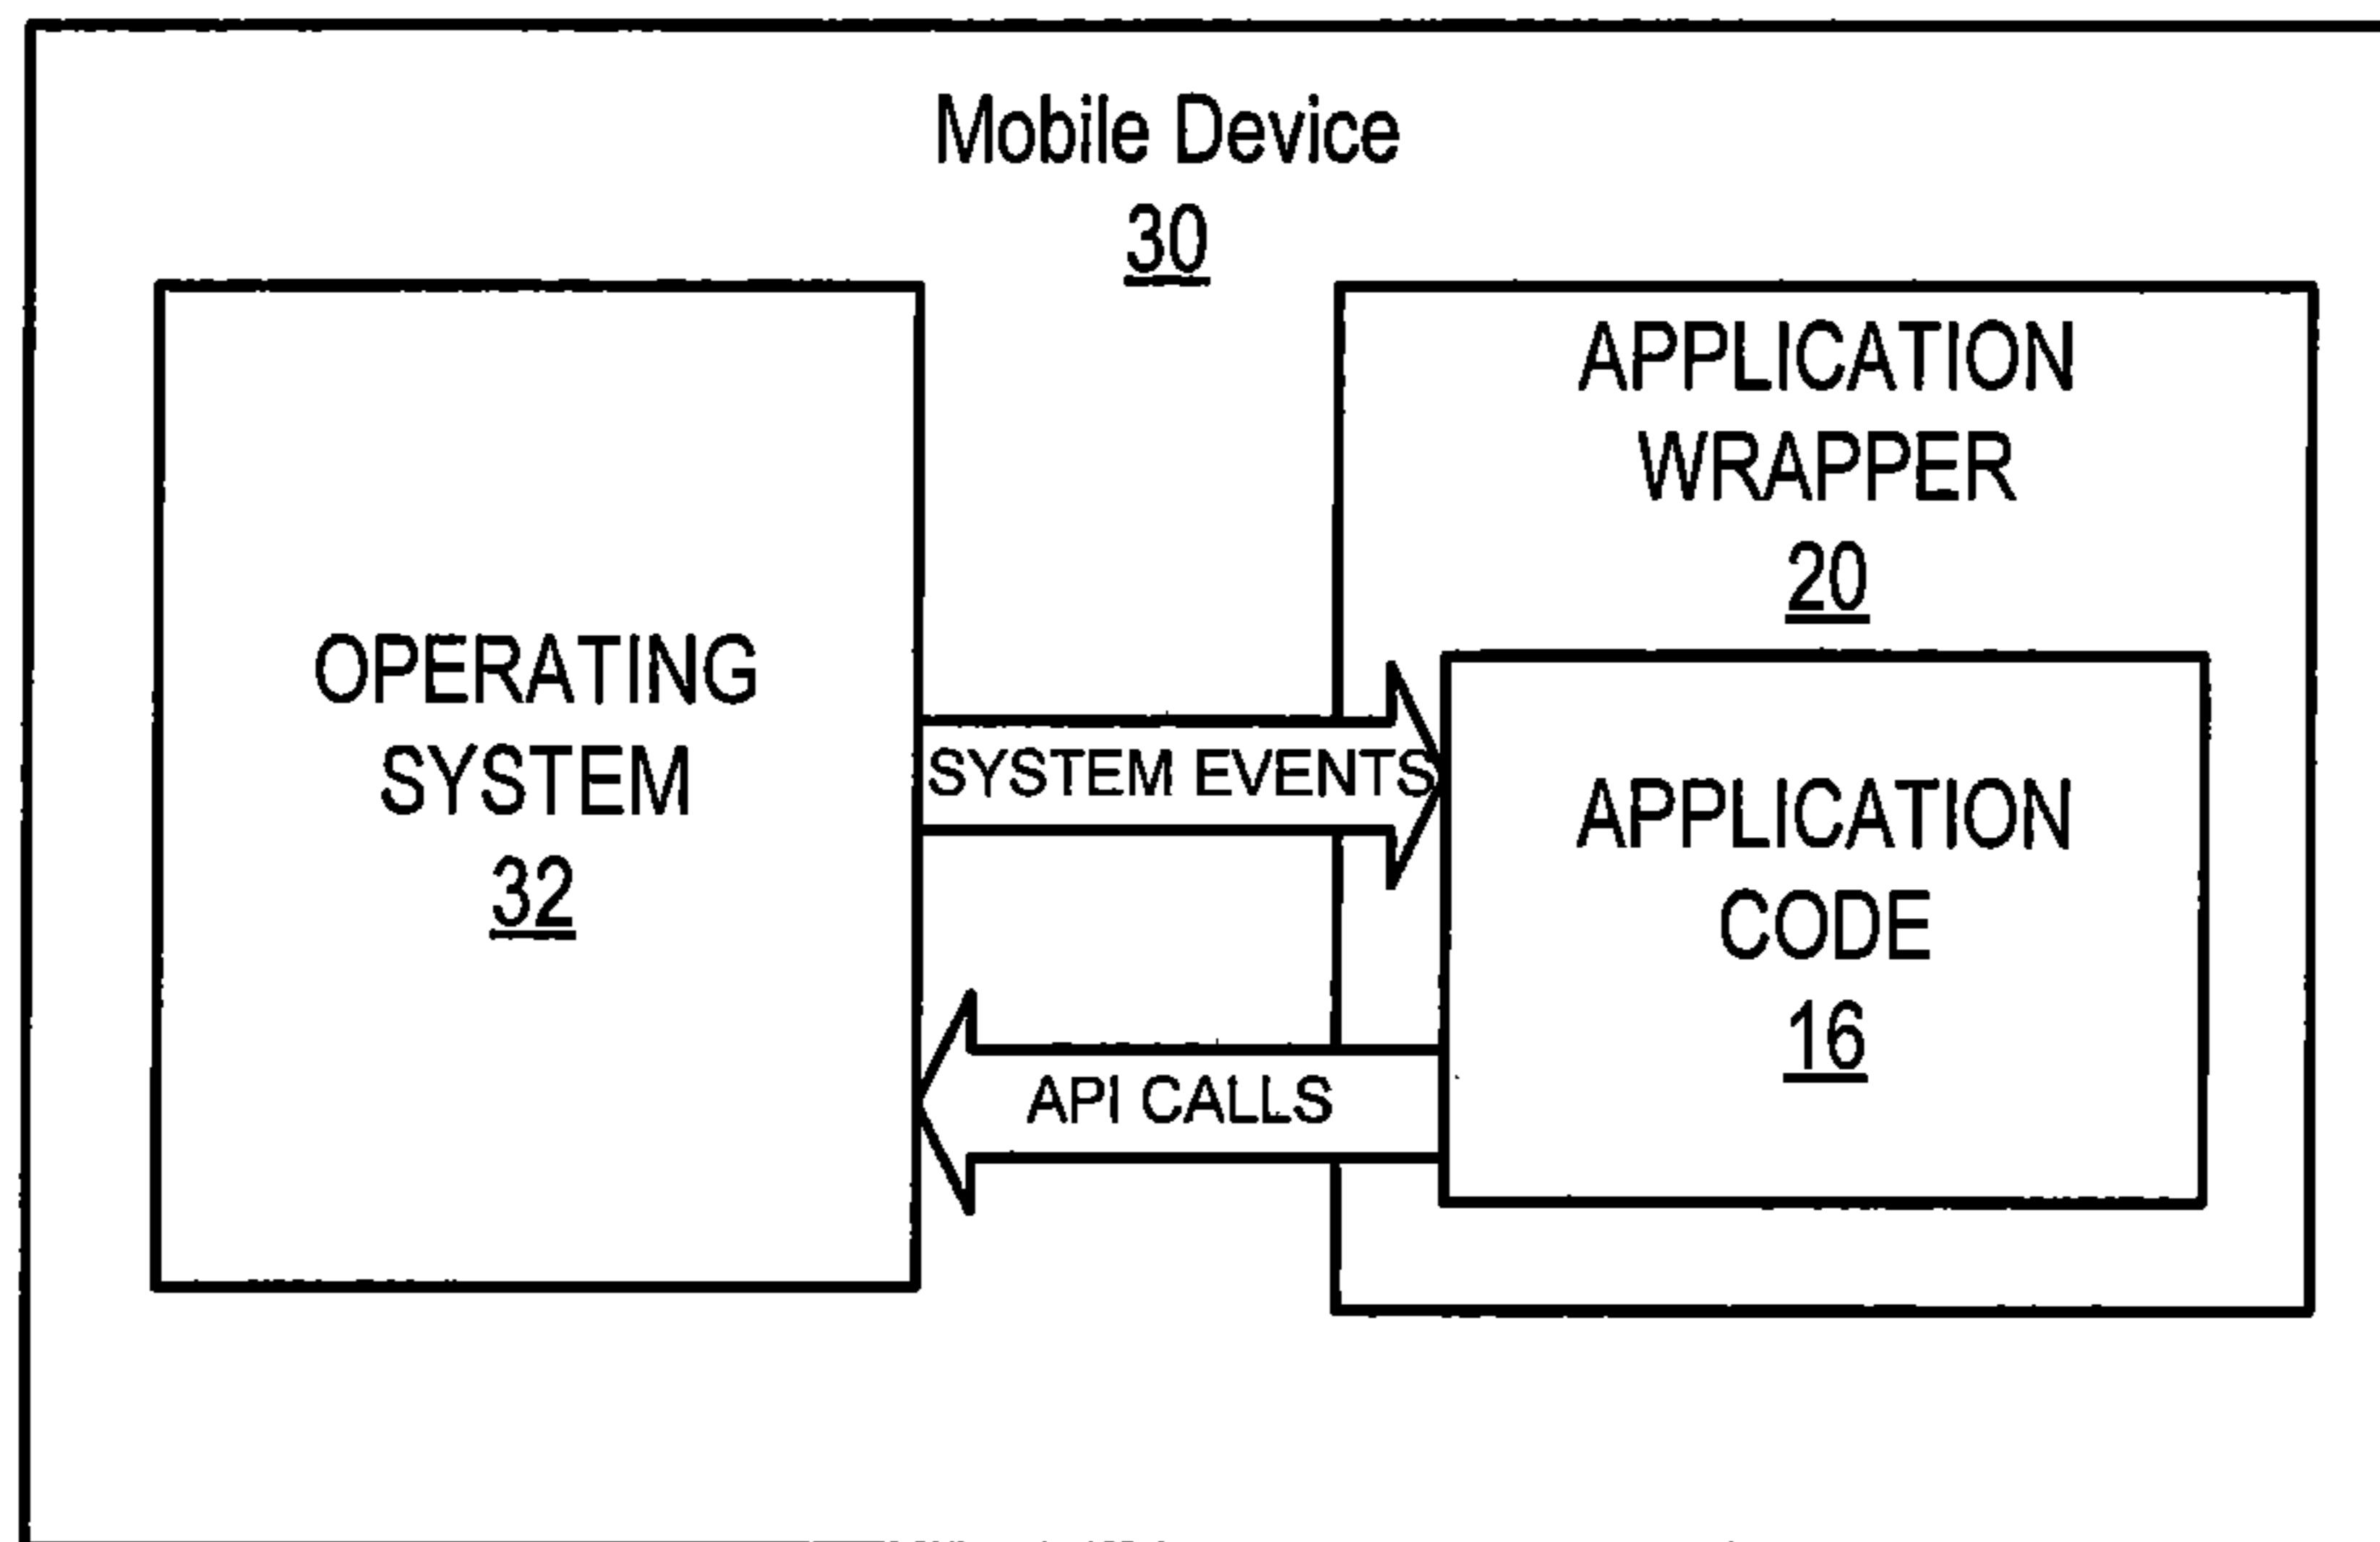 Mobile Device
30
OPERATING
SYSTEM
32
APPLICATION
WRAPPER
20
SYSTEM EVENTS
API CALLS
APPLICATION
CODE
16